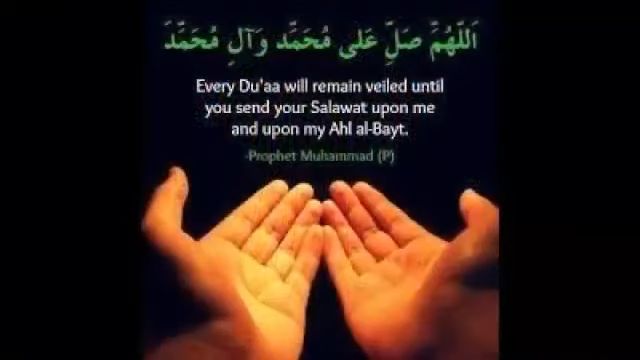 اَللّهُمَّ صَلِّ عَلى مُحَمَّد وَآلِ مُحَمَّدَ
Every Du'aa will remain veiled until
you send your Salawat upon me
and upon my Ahl al-Bayt.
-Prophet Muhammad (P)